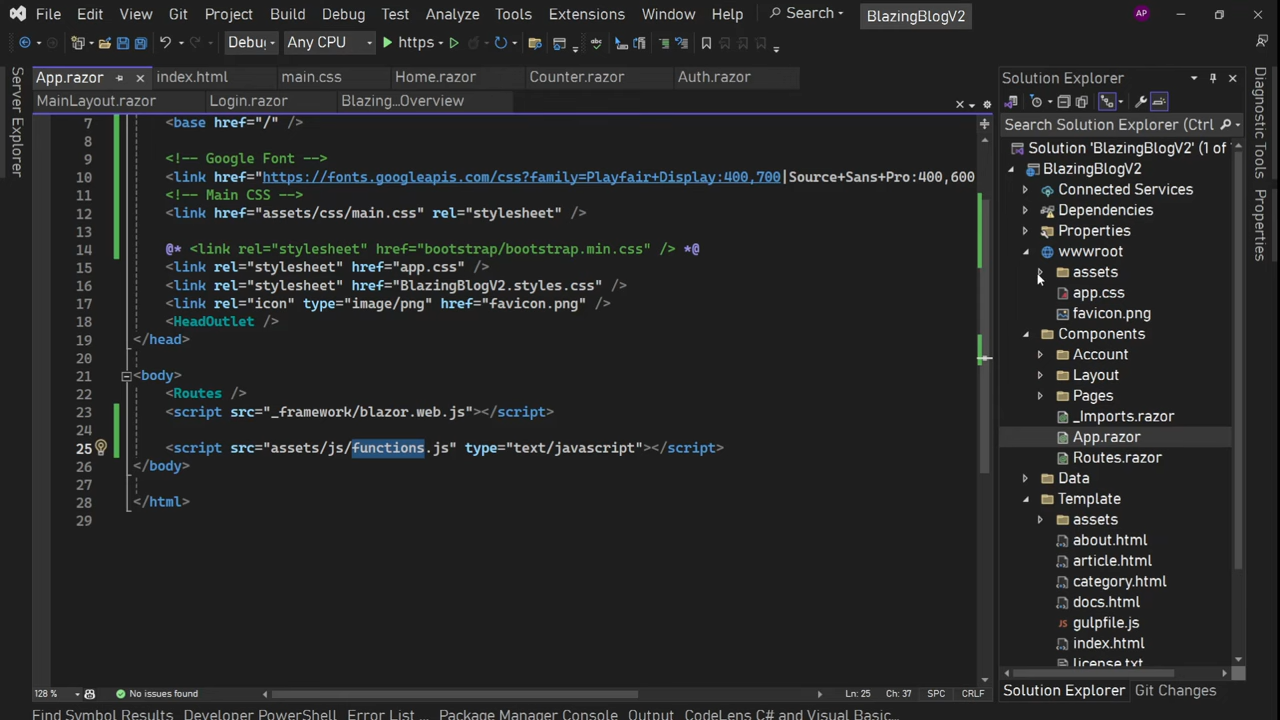 File Edit View Git Project Build Debug Test Analyze Tools Extensions Window Help Search BlazingBlogV2 AP
Debu Any CPU https
Server Explorer
App.razor index.html main.css Home.razor Counter.razor Auth.razor
MainLayout.razor Login.razor Blazing...Overview
7 <base href="/" />
8
9 <!-- Google Font -->
10 <link href="https://fonts.googleapis.com/css?family=Playfair+Display:400,700|Source+Sans+Pro:400,600
11 <!-- Main CSS -->
12 <link href="assets/css/main.css" rel="stylesheet" />
13
14 @* <link rel="stylesheet" href="bootstrap/bootstrap.min.css" /> *@
15 <link rel="stylesheet" href="app.css" />
16 <link rel="stylesheet" href="BlazingBlogV2.styles.css" />
17 <link rel="icon" type="image/png" href="favicon.png" />
18 <HeadOutlet />
19 </head>
20
21 <body>
22 <Routes />
23 <script src="_framework/blazor.web.js"></script>
24
25 <script src="assets/js/functions.js" type="text/javascript"></script>
26 </body>
27
28 </html>
29
128 % No issues found Ln: 25 Ch: 37 SPC CRLF
Solution Explorer
Search Solution Explorer (Ctrl
Solution 'BlazingBlogV2' (1 of
BlazingBlogV2
Connected Services
Dependencies
Properties
wwwroot
assets
app.css
favicon.png
Components
Account
Layout
Pages
_Imports.razor
App.razor
Routes.razor
Data
Template
assets
about.html
article.html
category.html
docs.html
gulpfile.js
index.html
license.txt
Solution Explorer Git Changes
Diagnostic Tools
Properties
Find Symbol Results Developer PowerShell Error List ... Package Manager Console Output CodeLens C# and Visual Basic...